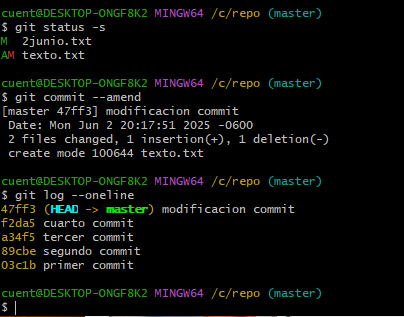 cuent@DESKTOP-ONGF8K2 MINGW64 /c/repo (master)
$ git status -s
M  2junio.txt
AM texto.txt

cuent@DESKTOP-ONGF8K2 MINGW64 /c/repo (master)
$ git commit --amend
[master 47ff3] modificacion commit
 Date: Mon Jun 2 20:17:51 2025 -0600
 2 files changed, 1 insertion(+), 1 deletion(-)
 create mode 100644 texto.txt

cuent@DESKTOP-ONGF8K2 MINGW64 /c/repo (master)
$ git log --oneline
47ff3 (HEAD -> master) modificacion commit
f2da5 cuarto commit
a34f5 tercer commit
89cbe segundo commit
03c1b primer commit

cuent@DESKTOP-ONGF8K2 MINGW64 /c/repo (master)
$